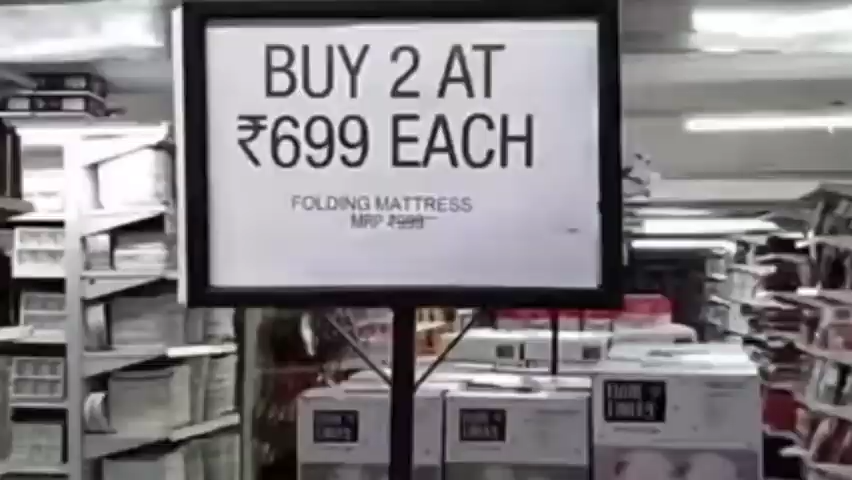 BUY 2 AT
₹699 EACH
FOLDING MATTRESS
MRP ₹999